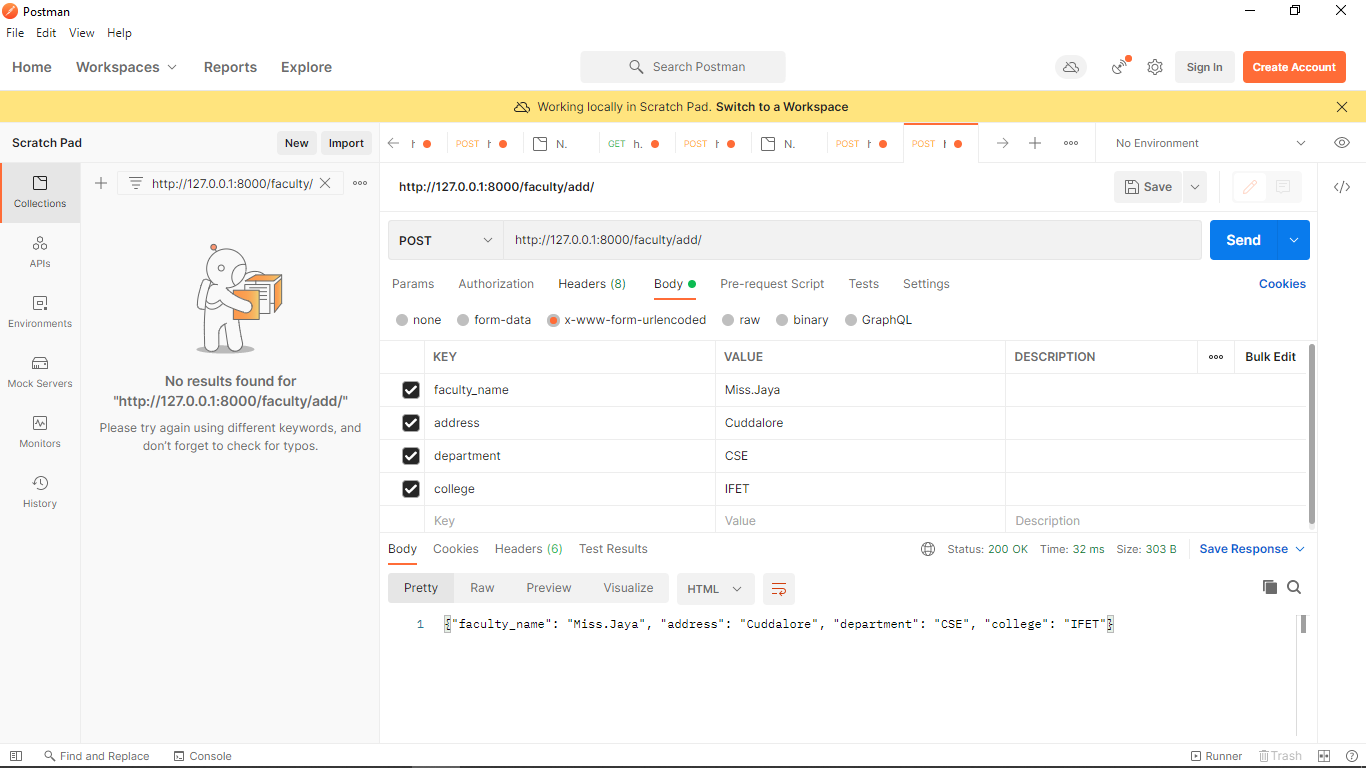 Postman
File Edit View Help
Home Workspaces Reports Explore Search Postman Sign In Create Account
Working locally in Scratch Pad. Switch to a Workspace
Scratch Pad New Import POST N. GET h. POST N. POST POST No Environment
http://127.0.0.1:8000/faculty/
http://127.0.0.1:8000/faculty/add/ Save
Collections
APIs
Environments
Mock Servers
Monitors
History
No results found for
"http://127.0.0.1:8000/faculty/add/"
Please try again using different keywords, and
don't forget to check for typos.
POST http://127.0.0.1:8000/faculty/add/ Send
Params Authorization Headers (8) Body Pre-request Script Tests Settings Cookies
none form-data x-www-form-urlencoded raw binary GraphQL
KEY VALUE DESCRIPTION Bulk Edit
faculty_name Miss.Jaya
address Cuddalore
department CSE
college IFET
Key Value Description
Body Cookies Headers (6) Test Results Status: 200 OK Time: 32 ms Size: 303 B Save Response
Pretty Raw Preview Visualize HTML
1 {"faculty_name": "Miss.Jaya", "address": "Cuddalore", "department": "CSE", "college": "IFET"}
Find and Replace Console Runner Trash